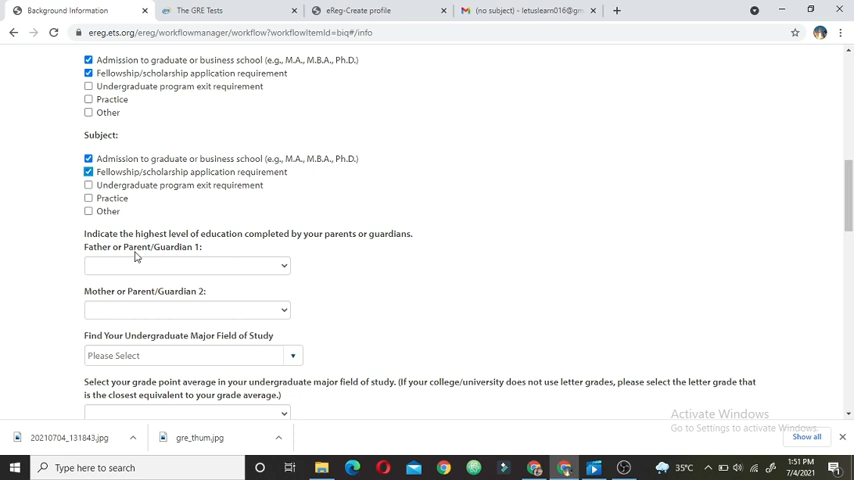 Background Information
The GRE Tests
eReg-Create profile
(no subject) - letuslearn016@gm
ereg.ets.org/ereg/workflowmanager/workflow?workflowItemId=biq#/info
Admission to graduate or business school (e.g., M.A., M.B.A., Ph.D.)
Fellowship/scholarship application requirement
Undergraduate program exit requirement
Practice
Other
Subject:
Admission to graduate or business school (e.g., M.A., M.B.A., Ph.D.)
Fellowship/scholarship application requirement
Undergraduate program exit requirement
Practice
Other
Indicate the highest level of education completed by your parents or guardians.
Father or Parent/Guardian 1:
Mother or Parent/Guardian 2:
Find Your Undergraduate Major Field of Study
Please Select
Select your grade point average in your undergraduate major field of study. (If your college/university does not use letter grades, please select the letter grade that
is the closest equivalent to your grade average.)
Activate Windows
Go to Settings to activate Windows.
20210704_131843.jpg
gre_thum.jpg
Show all
Type here to search
35°C
1:51 PM
7/4/2021